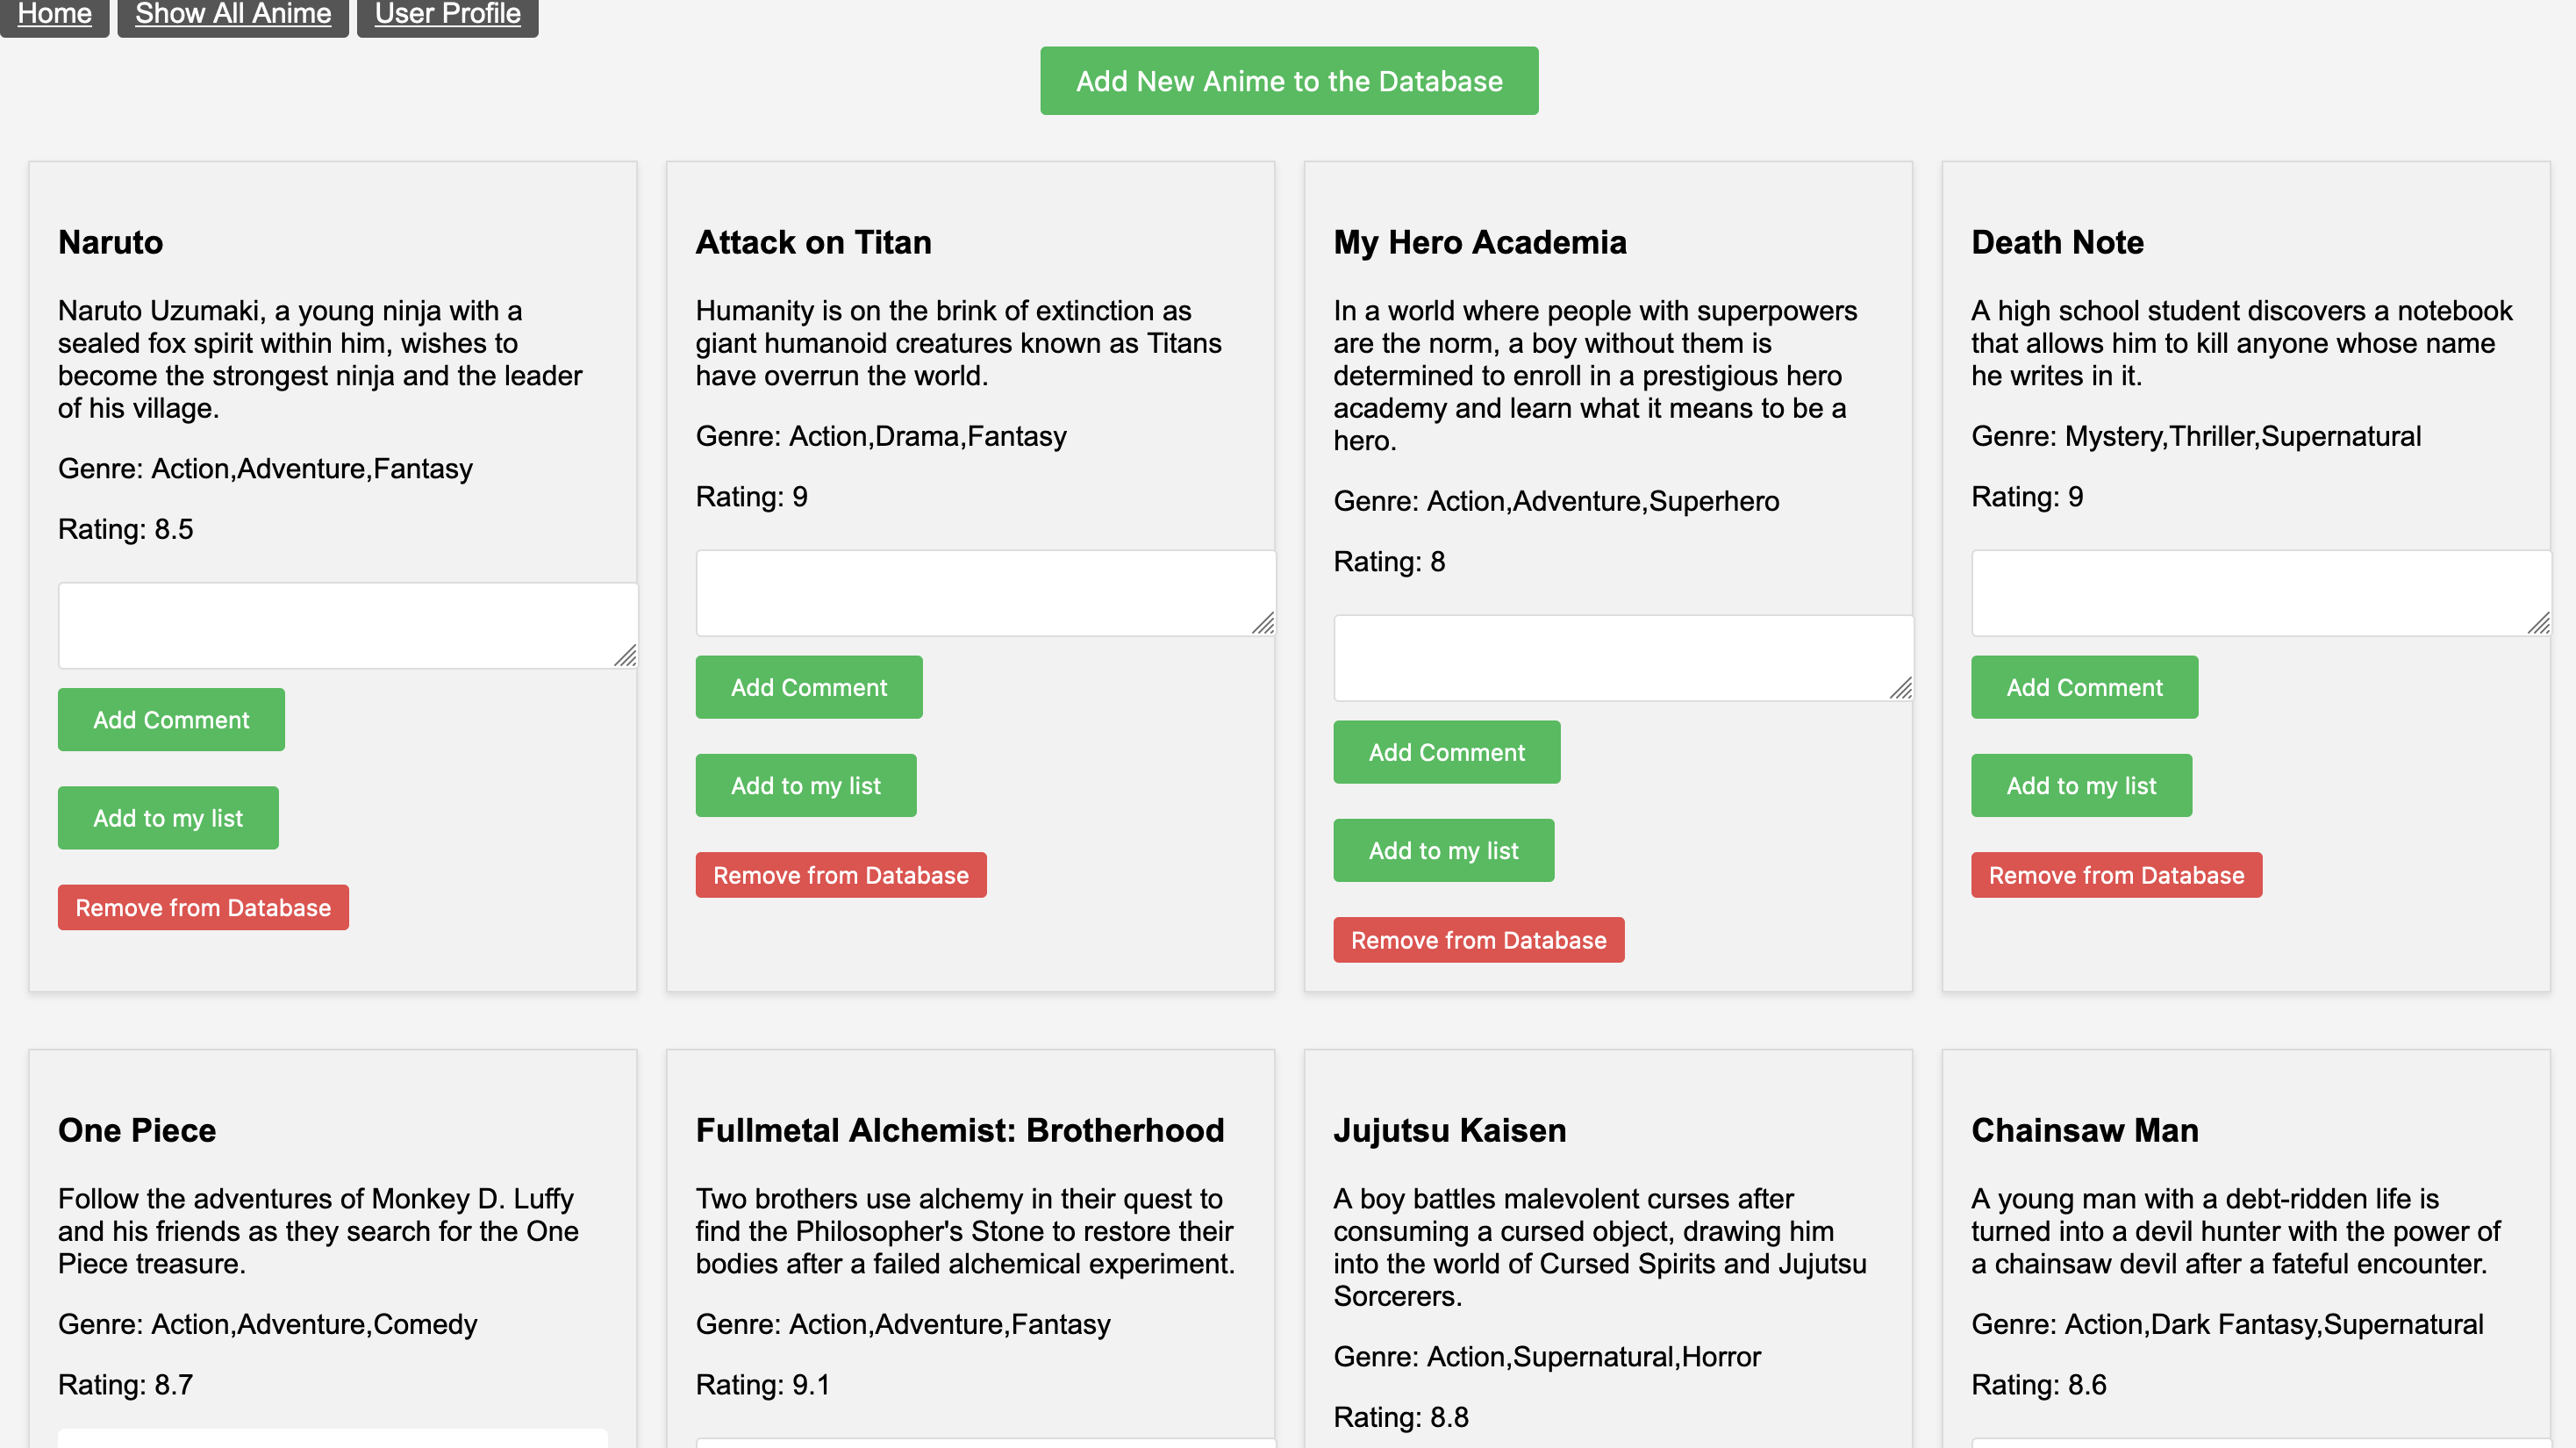 Home Show All Anime User Profile
Add New Anime to the Database
Naruto
Naruto Uzumaki, a young ninja with a
sealed fox spirit within him, wishes to
become the strongest ninja and the leader
of his village.
Genre: Action,Adventure,Fantasy
Rating: 8.5
Add Comment
Add to my list
Remove from Database
Attack on Titan
Humanity is on the brink of extinction as
giant humanoid creatures known as Titans
have overrun the world.
Genre: Action,Drama,Fantasy
Rating: 9
Add Comment
Add to my list
Remove from Database
My Hero Academia
In a world where people with superpowers
are the norm, a boy without them is
determined to enroll in a prestigious hero
academy and learn what it means to be a
hero.
Genre: Action,Adventure,Superhero
Rating: 8
Add Comment
Add to my list
Remove from Database
Death Note
A high school student discovers a notebook
that allows him to kill anyone whose name
he writes in it.
Genre: Mystery,Thriller,Supernatural
Rating: 9
Add Comment
Add to my list
Remove from Database
One Piece
Follow the adventures of Monkey D. Luffy
and his friends as they search for the One
Piece treasure.
Genre: Action,Adventure,Comedy
Rating: 8.7
Fullmetal Alchemist: Brotherhood
Two brothers use alchemy in their quest to
find the Philosopher's Stone to restore their
bodies after a failed alchemical experiment.
Genre: Action,Adventure,Fantasy
Rating: 9.1
Jujutsu Kaisen
A boy battles malevolent curses after
consuming a cursed object, drawing him
into the world of Cursed Spirits and Jujutsu
Sorcerers.
Genre: Action,Supernatural,Horror
Rating: 8.8
Chainsaw Man
A young man with a debt-ridden life is
turned into a devil hunter with the power of
a chainsaw devil after a fateful encounter.
Genre: Action,Dark Fantasy,Supernatural
Rating: 8.6